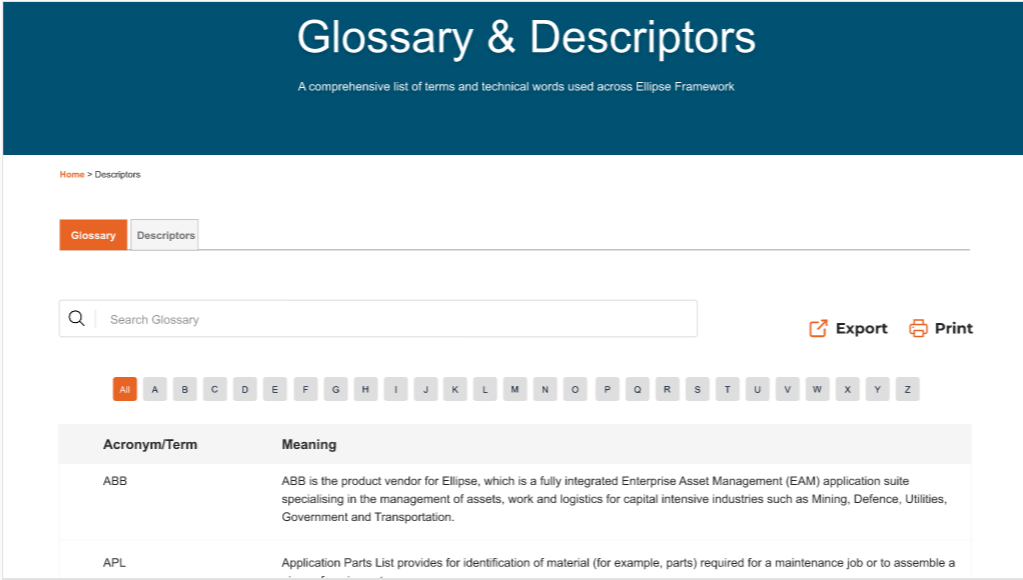 Glossary & Descriptors
A comprehensive list of terms and technical words used across Ellipse Framework
Home > Descriptors
Glossary Descriptors
Search Glossary
Export Print
All A B C D E F G H I J K L M N O P Q R S T U V W X Y Z
Acronym/Term Meaning
ABB ABB is the product vendor for Ellipse, which is a fully integrated Enterprise Asset Management (EAM) application suite
specialising in the management of assets, work and logistics for capital intensive industries such as Mining, Defence, Utilities,
Government and Transportation.
APL Application Parts List provides for identification of material (for example, parts) required for a maintenance job or to assemble a